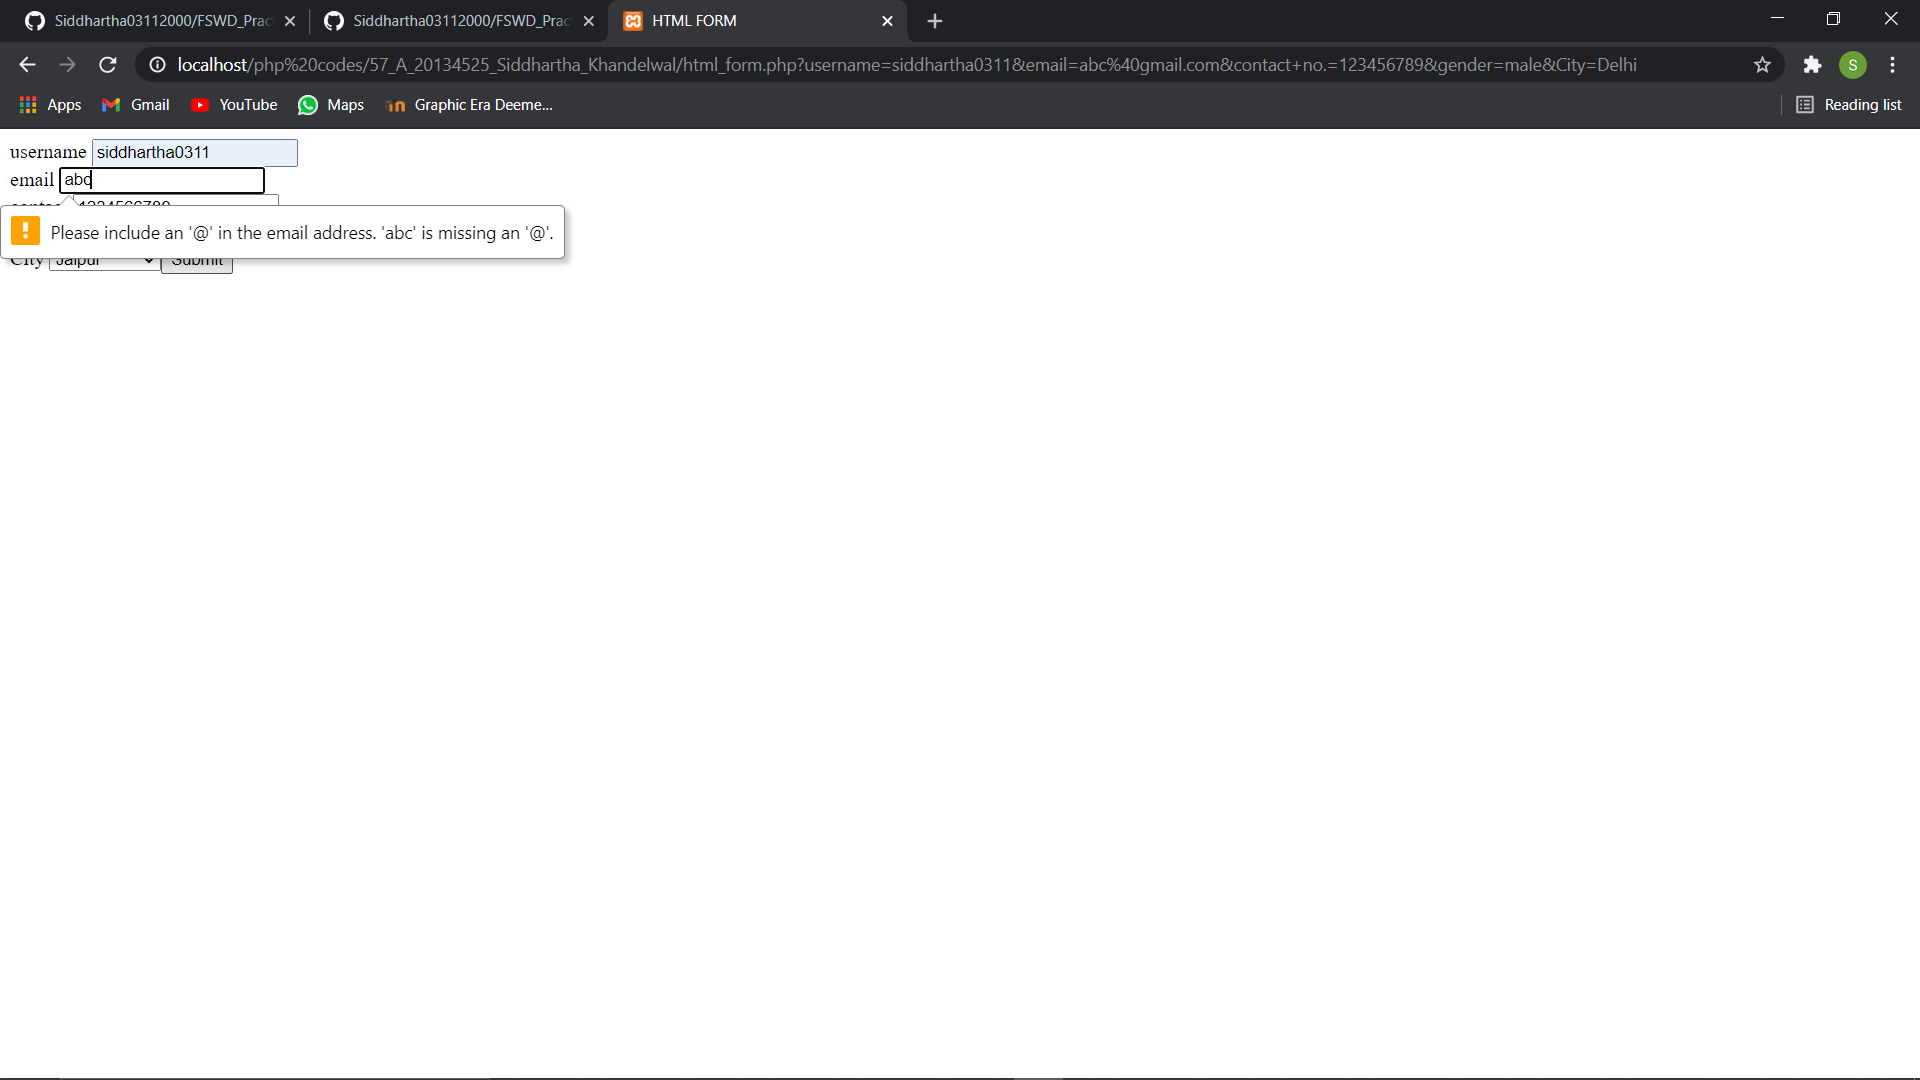 Siddhartha03112000/FSWD_Prac
Siddhartha03112000/FSWD_Prac
HTML FORM
localhost/php%20codes/57_A_20134525_Siddhartha_Khandelwal/html_form.php?username=siddhartha0311&email=abc%40gmail.com&contact+no.=123456789&gender=male&City=Delhi
S
Apps
Gmail
YouTube
Maps
Graphic Era Deeme...
Reading list
username siddhartha0311
email abc
Please include an '@' in the email address. 'abc' is missing an '@'.
City Jaipur Submit